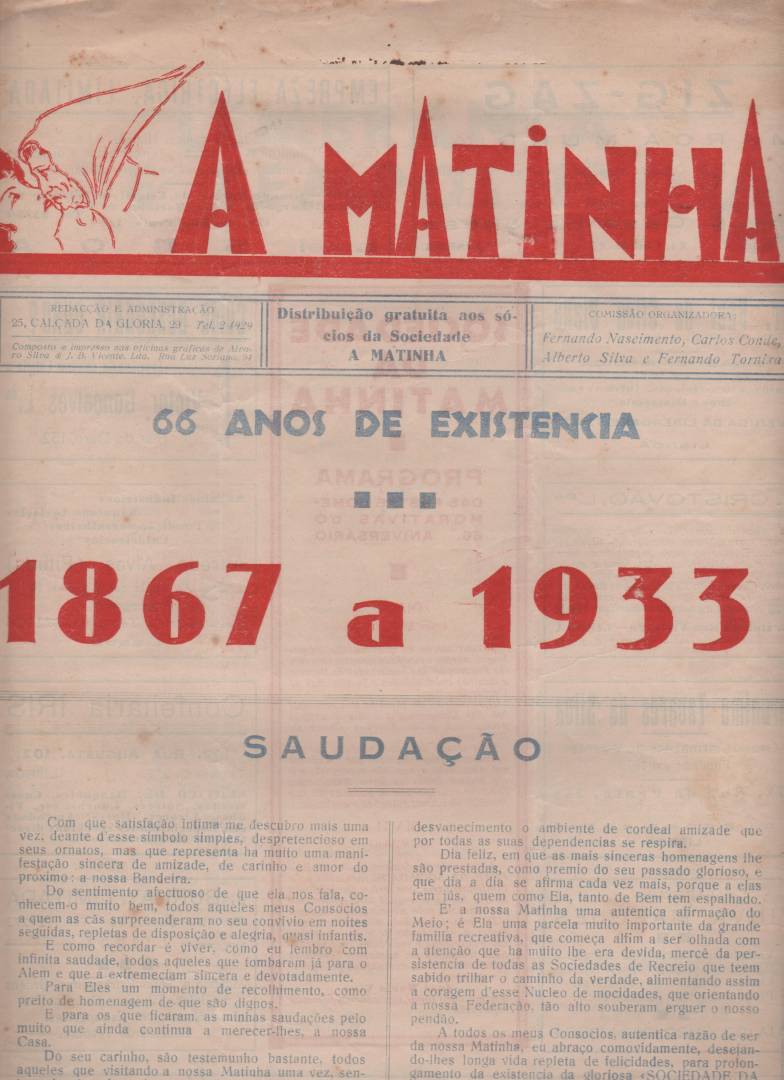 A MATINHA
REDACÇÃO E ADMINISTRAÇÃO
25, CALÇADA DA GLORIA, 29 Tel. 2 4929
Composto e impresso nas oficinas gráficas de Alva-
ro Silva & J. B. Vicente, Lda. Rua Luz Soriano, 94
Distribuição gratuita aos só-
cios da Sociedade
A MATINHA
COMISSÃO ORGANIZADORA:
Fernando Nascimento, Carlos Conde,
Alberto Silva e Fernando Tornira
66 ANOS DE EXISTENCIA
1867 a 1933
SAUDAÇÃO
Com que satisfação intima me descubro mais uma
vez, deante d'esse simbolo simples, despretencioso em
seus ornatos, mas que representa ha muito uma mani-
festação sincera de amizade, de carinho e amor do
próximo: a nossa Bandeira.
Do sentimento afectuoso de que ela nos fala, co-
nhecem-o muito bem, todos aqueles meus Consocios
a quem as cãs surpreenderam no seu convivio em noites
seguidas, repletas de disposição e alegria, quasi infantis.
E como recordar é viver, como eu lembro com
infinita saudade, todos aqueles que tombaram já para o
Alem e que a extremeciam sincera e devotadamente.
Para Eles um momento de recolhimento, como
preito de homenagem de que são dignos.
E para os que ficaram, as minhas saudações pelo
muito que ainda continua a merecer-lhes, a nossa
Casa.
Do seu carinho, são testemunho bastante, todos
aqueles que visitando a nossa Matinha uma vez, sen-
desvanecimento o ambiente de cordeal amizade que
por todas as suas dependencias se respira.
Dia feliz, em que as mais sinceras homenagens lhe
são prestadas, como premio do seu passado glorioso, e
que dia a dia se afirma cada vez mais, porque a elas
tem jús, quem como Ela, tanto de Bem tem espalhado.
E' a nossa Matinha uma autentica afirmação do
Meio; é Ela uma parcela muito importante da grande
familia recreativa, que começa alfim a ser olhada com
a atenção que ha muito lhe era devida, mercê da per-
sistencia de todas as Sociedades de Recreio que teem
sabido trilhar o caminho da verdade, alimentando assim
a coragem d'esse Nucleo de mocidades, que orientando
a nossa Federação, tão alto souberam erguer o nosso
pendão.
A todos os meus Consocios, autentica razão de ser
da nossa Matinha, eu abraço comovidamente, desejan-
do-lhes longa vida repleta de felicidades, para prolon-
gamento da existencia da gloriosa «SOCIEDADE DA